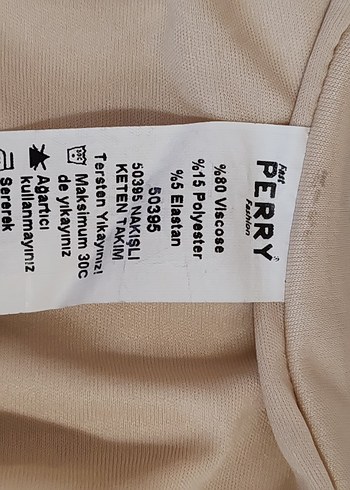 Fast
PERRY
Fashion
%80 Viscose
%15 Polyester
%5 Elastan
50395
50395 NAKIŞLI
KETEN TAKIM
Tersten Yıkayınız!
Maksimum 30C
de yıkayınız
Ağartıcı
kullanmayınız
Sererek